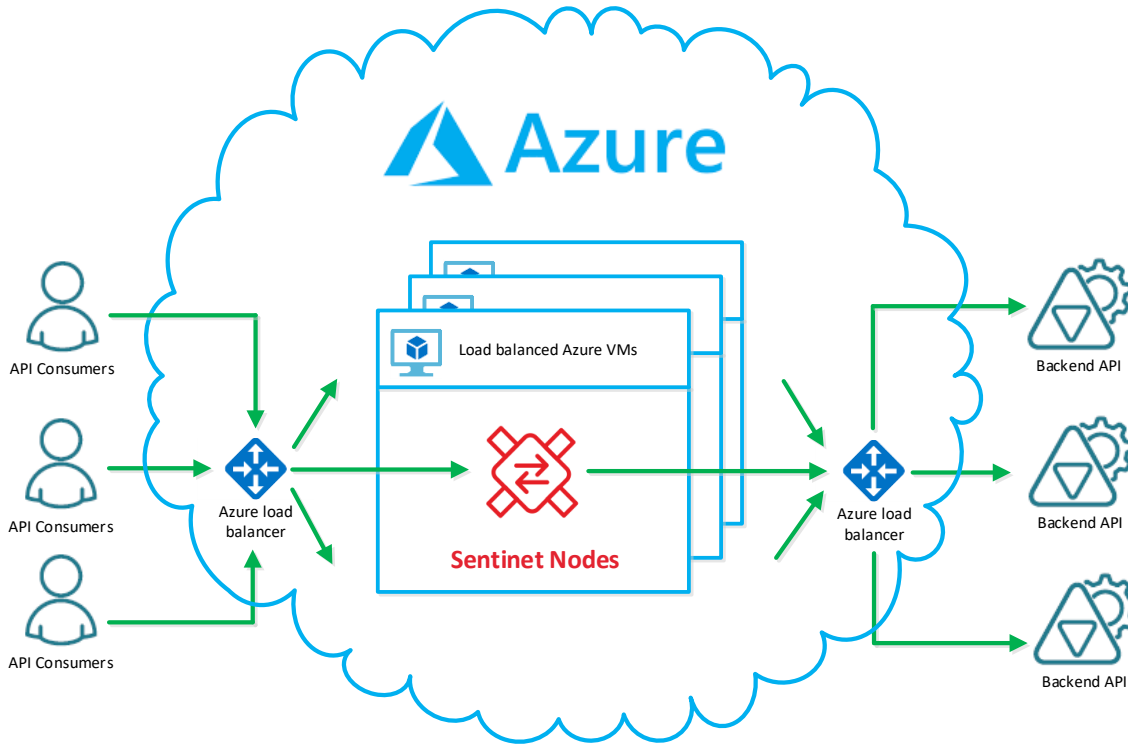 Azure
Load balanced Azure VMs
API Consumers
Backend API
API Consumers
Azure load
balancer
Sentinet Nodes
Azure load
balancer
Backend API
API Consumers
Backend API